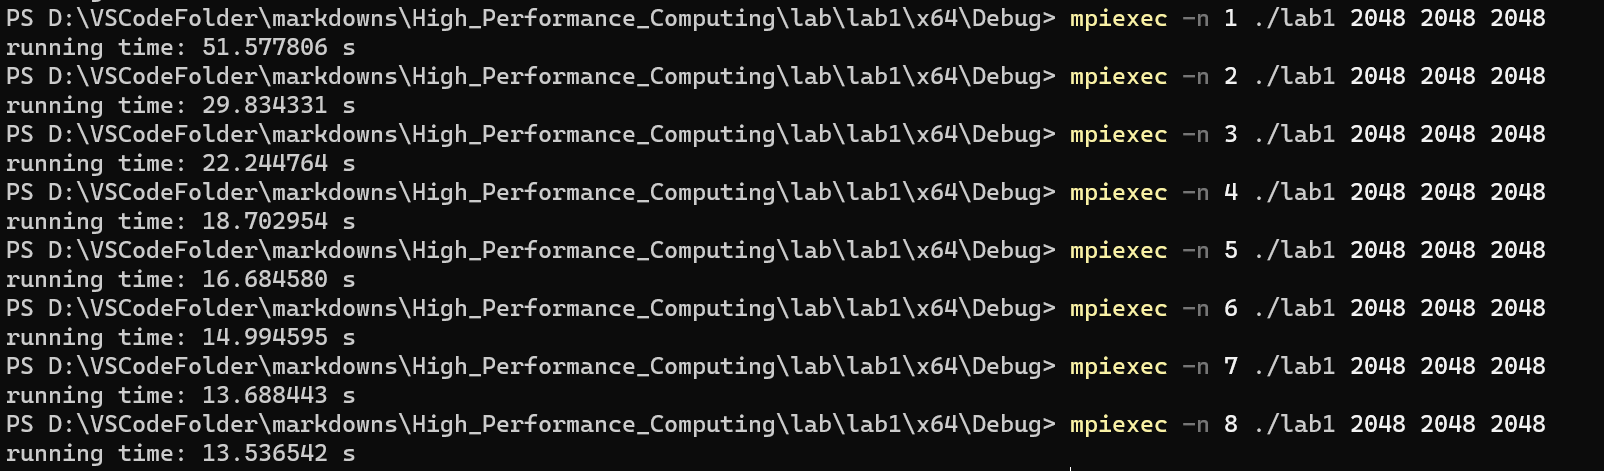 PS D:\VSCodeFolder\markdowns\High_Performance_Computing\lab\lab1\x64\Debug> mpiexec -n 1 ./lab1 2048 2048 2048
running time: 51.577806 s
PS D:\VSCodeFolder\markdowns\High_Performance_Computing\lab\lab1\x64\Debug> mpiexec -n 2 ./lab1 2048 2048 2048
running time: 29.834331 s
PS D:\VSCodeFolder\markdowns\High_Performance_Computing\lab\lab1\x64\Debug> mpiexec -n 3 ./lab1 2048 2048 2048
running time: 22.244764 s
PS D:\VSCodeFolder\markdowns\High_Performance_Computing\lab\lab1\x64\Debug> mpiexec -n 4 ./lab1 2048 2048 2048
running time: 18.702954 s
PS D:\VSCodeFolder\markdowns\High_Performance_Computing\lab\lab1\x64\Debug> mpiexec -n 5 ./lab1 2048 2048 2048
running time: 16.684580 s
PS D:\VSCodeFolder\markdowns\High_Performance_Computing\lab\lab1\x64\Debug> mpiexec -n 6 ./lab1 2048 2048 2048
running time: 14.994595 s
PS D:\VSCodeFolder\markdowns\High_Performance_Computing\lab\lab1\x64\Debug> mpiexec -n 7 ./lab1 2048 2048 2048
running time: 13.688443 s
PS D:\VSCodeFolder\markdowns\High_Performance_Computing\lab\lab1\x64\Debug> mpiexec -n 8 ./lab1 2048 2048 2048
running time: 13.536542 s